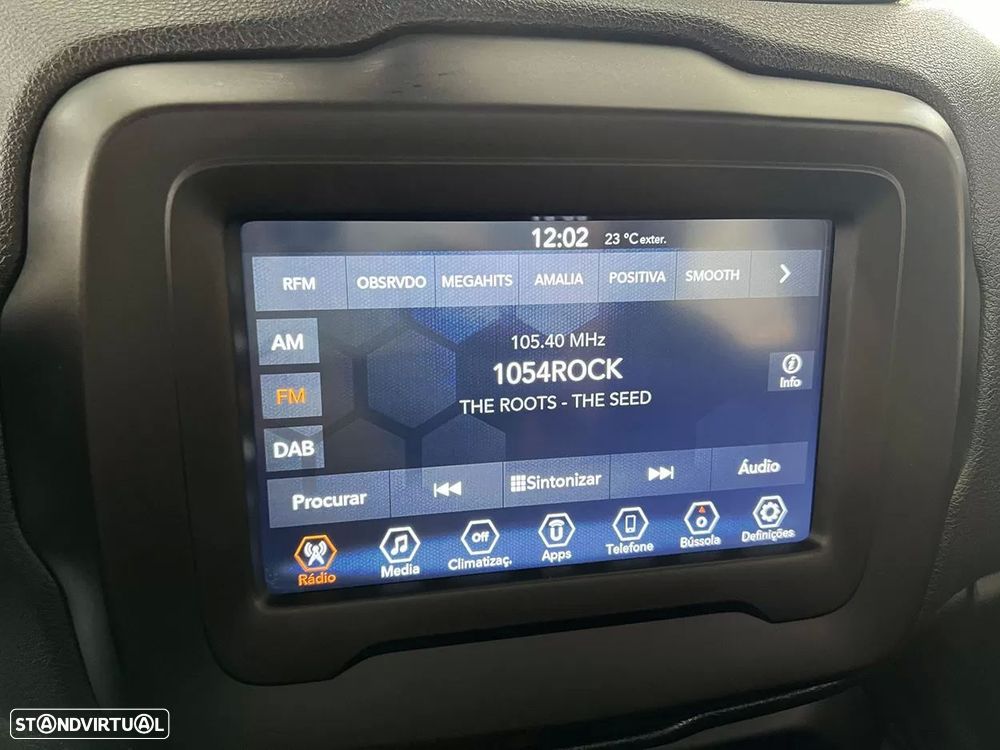 12:02 23 °C exter.
RFM OBSRVDO MEGAHITS AMALIA POSITIVA SMOOTH
AM
105.40 MHz
1054ROCK
Info
FM
THE ROOTS - THE SEED
DAB
Procurar Sintonizar Áudio
Off
Rádio Media Climatizaç. Apps Telefone Bússola Definições
STANDVIRTUAL